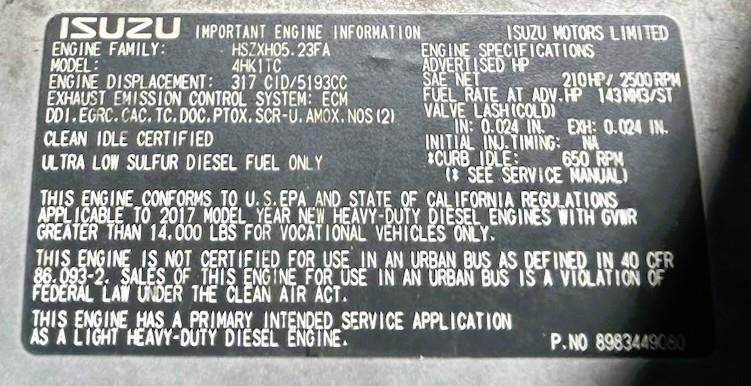 ISUZU IMPORTANT ENGINE INFORMATION ISUZU MOTORS LIMITED
ENGINE FAMILY: HSZXH05.23FA
MODEL: 4HK1TC
ENGINE DISPLACEMENT: 317 CID/5193CC
EXHAUST EMISSION CONTROL SYSTEM: ECM
DDI.EGRC.CAC.TC.DOC.PTOX.SCR-U.AMOX.NOS(2)
CLEAN IDLE CERTIFIED
ULTRA LOW SULFUR DIESEL FUEL ONLY
ENGINE SPECIFICATIONS
ADVERTISED HP
SAE NET 210HP/2500RPM
FUEL RATE AT ADV.HP 143MM3/ST
VALVE LASH(COLD)
IN: 0.024 IN. EXH: 0.024 IN.
INITIAL INJ.TIMING: NA
*CURB IDLE: 650 RPM
(* SEE SERVICE MANUAL)
THIS ENGINE CONFORMS TO U.S.EPA AND STATE OF CALIFORNIA REGULATIONS
APPLICABLE TO 2017 MODEL YEAR NEW HEAVY-DUTY DIESEL ENGINES WITH GVWR
GREATER THAN 14.000 LBS FOR VOCATIONAL VEHICLES ONLY.
THIS ENGINE IS NOT CERTIFIED FOR USE IN AN URBAN BUS AS DEFINED IN 40 CFR
86.093-2. SALES OF THIS ENGINE FOR USE IN AN URBAN BUS IS A VIOLATION OF
FEDERAL LAW UNDER THE CLEAN AIR ACT.
THIS ENGINE HAS A PRIMARY INTENDED SERVICE APPLICATION
AS A LIGHT HEAVY-DUTY DIESEL ENGINE.
P.NO 8983449080